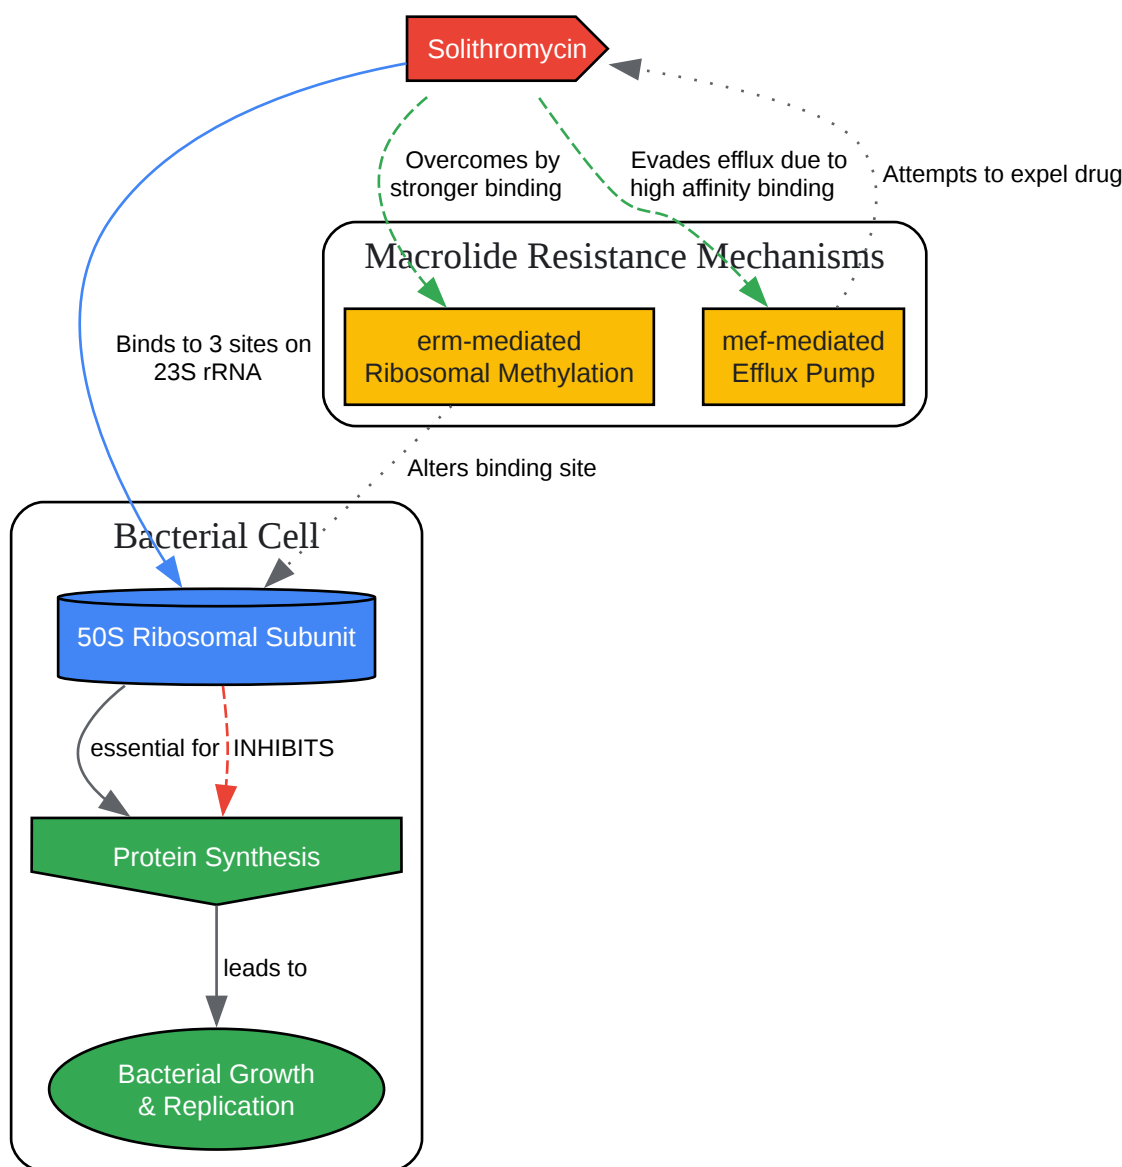 Solithromycin
Overcomes by
stronger binding
Evades efflux due to
high affinity binding
Attempts to expel drug
Macrolide Resistance Mechanisms
Binds to 3 sites on
23S rRNA
erm-mediated
Ribosomal Methylation
mef-mediated
Efflux Pump
Alters binding site
Bacterial Cell
50S Ribosomal Subunit
essential for
INHIBITS
Protein Synthesis
leads to
Bacterial Growth
& Replication